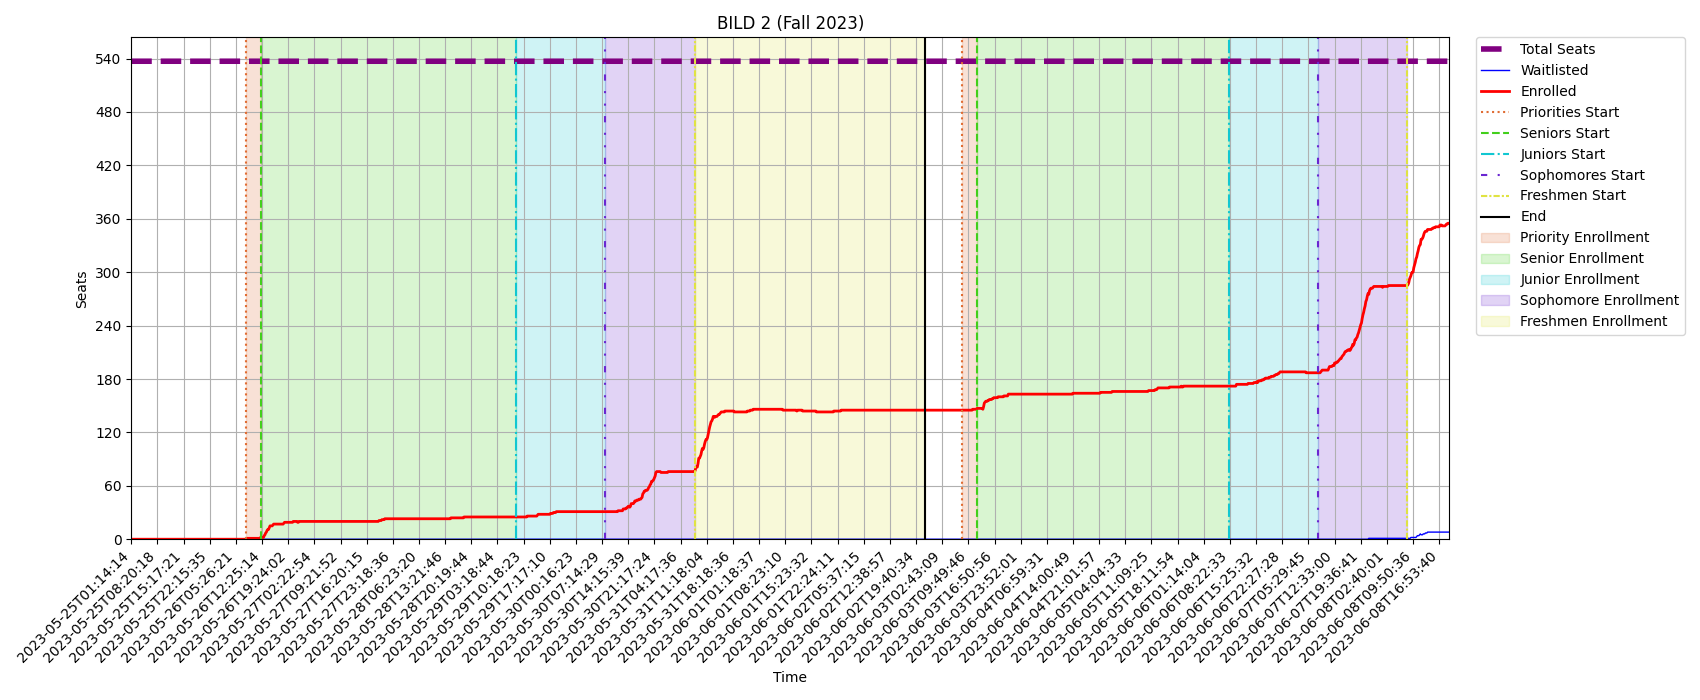 BILD 2 (Fall 2023)
Seats
540
480
420
360
300
240
180
120
60
0
2023-05-25T01:14:14
2023-05-25T08:20:18
2023-05-25T15:17:21
2023-05-25T22:15:35
2023-05-26T05:26:21
2023-05-26T12:25:14
2023-05-26T19:24:02
2023-05-27T02:22:54
2023-05-27T09:21:52
2023-05-27T16:20:15
2023-05-27T23:18:36
2023-05-28T06:23:20
2023-05-28T13:21:46
2023-05-28T20:19:44
2023-05-29T03:18:44
2023-05-29T10:18:23
2023-05-29T17:17:10
2023-05-30T00:16:23
2023-05-30T07:14:29
2023-05-30T14:15:39
2023-05-30T21:17:24
2023-05-31T04:17:36
2023-05-31T11:18:04
2023-05-31T18:18:36
2023-06-01T01:18:37
2023-06-01T08:23:10
2023-06-01T15:23:32
2023-06-01T22:24:11
2023-06-02T05:37:15
2023-06-02T12:38:57
2023-06-02T19:40:34
2023-06-03T02:43:09
2023-06-03T09:49:46
2023-06-03T16:50:56
2023-06-03T23:52:01
2023-06-04T06:59:31
2023-06-04T14:00:49
2023-06-04T21:01:57
2023-06-05T04:04:33
2023-06-05T11:09:25
2023-06-05T18:11:54
2023-06-06T01:14:04
2023-06-06T08:22:33
2023-06-06T15:25:32
2023-06-06T22:27:28
2023-06-07T05:29:45
2023-06-07T12:33:00
2023-06-07T19:36:41
2023-06-08T02:40:01
2023-06-08T09:50:36
2023-06-08T16:53:40
Time
Total Seats
Waitlisted
Enrolled
Priorities Start
Seniors Start
Juniors Start
Sophomores Start
Freshmen Start
End
Priority Enrollment
Senior Enrollment
Junior Enrollment
Sophomore Enrollment
Freshmen Enrollment